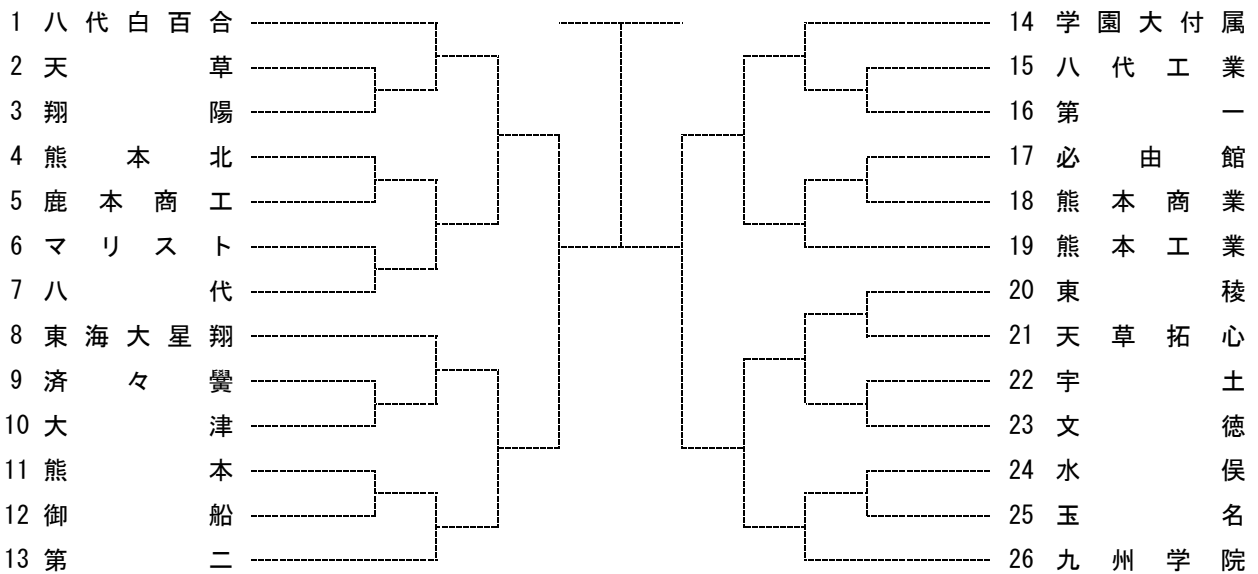 1 八代白百合
2 天草
3 翔陽
4 熊本北
5 鹿本商工
6 マリスト
7 八代
8 東海大星翔
9 済々黌
10 大津
11 熊本
12 御船
13 第二
14 学園大付属
15 八代工業
16 第一
17 必由館
18 熊本商業
19 熊本工業
20 東稜
21 天草拓心
22 宇土
23 文徳
24 水俣
25 玉名
26 九州学院